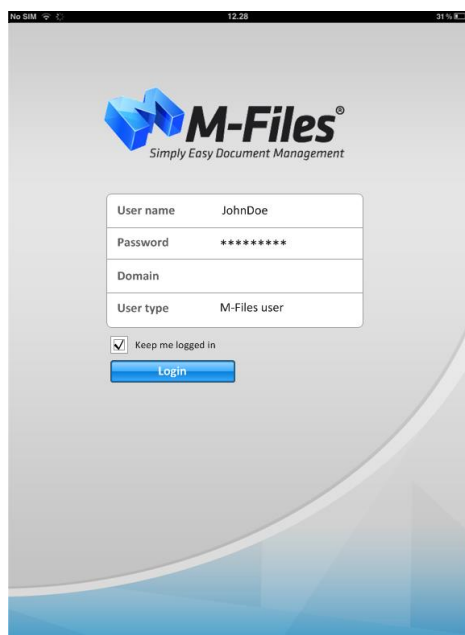 No SIM 12.28 31 %
M-Files®
Simply Easy Document Management
User name JohnDoe
Password *********
Domain
User type M-Files user
Keep me logged in
Login